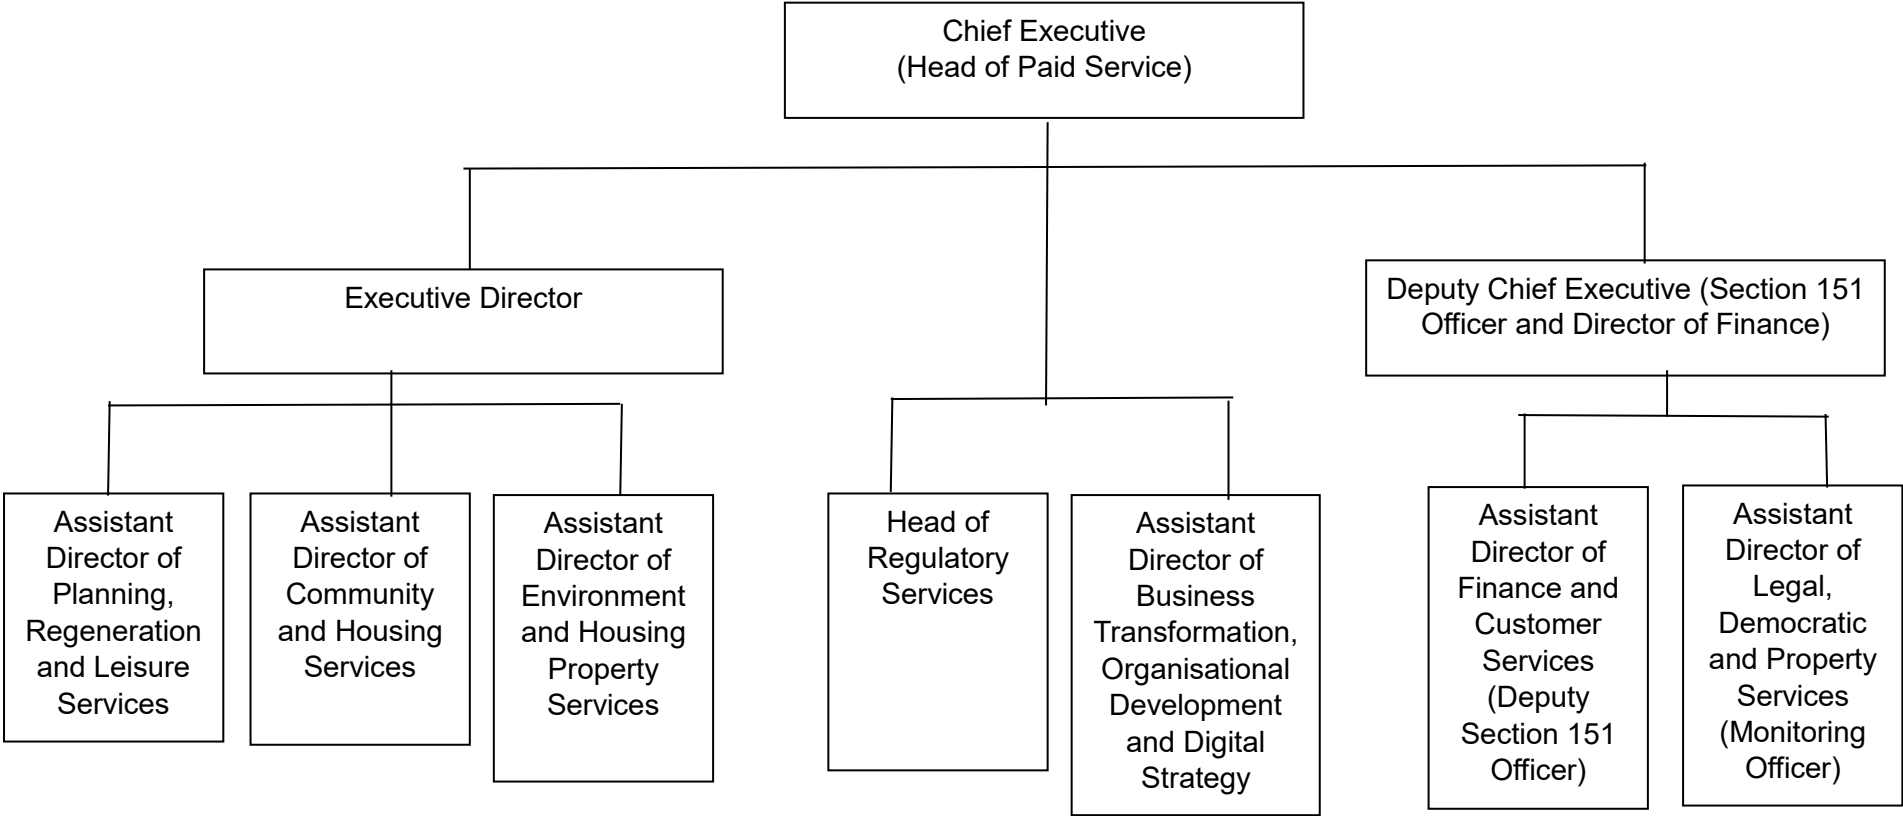 Chief Executive
(Head of Paid Service)
Executive Director
Deputy Chief Executive (Section 151
Officer and Director of Finance)
Assistant
Director of
Planning,
Regeneration
and Leisure
Services
Assistant
Director of
Community
and Housing
Services
Assistant
Director of
Environment
and Housing
Property
Services
Head of
Regulatory
Services
Assistant
Director of
Business
Transformation,
Organisational
Development
and Digital
Strategy
Assistant
Director of
Finance and
Customer
Services
(Deputy
Section 151
Officer)
Assistant
Director of
Legal,
Democratic
and Property
Services
(Monitoring
Officer)